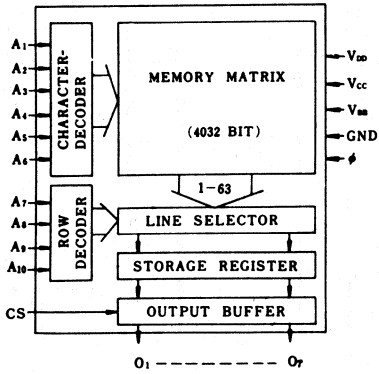 A1
A2
A3
A4
A5
A6
CHARACTER-
DECODER
MEMORY MATRIX
(4032 BIT)
VDD
VCC
VBB
GND
ϕ
1-63
A7
A8
A9
A10
ROW
DECODER
LINE SELECTOR
STORAGE REGISTER
CS
OUTPUT BUFFER
O1
O7